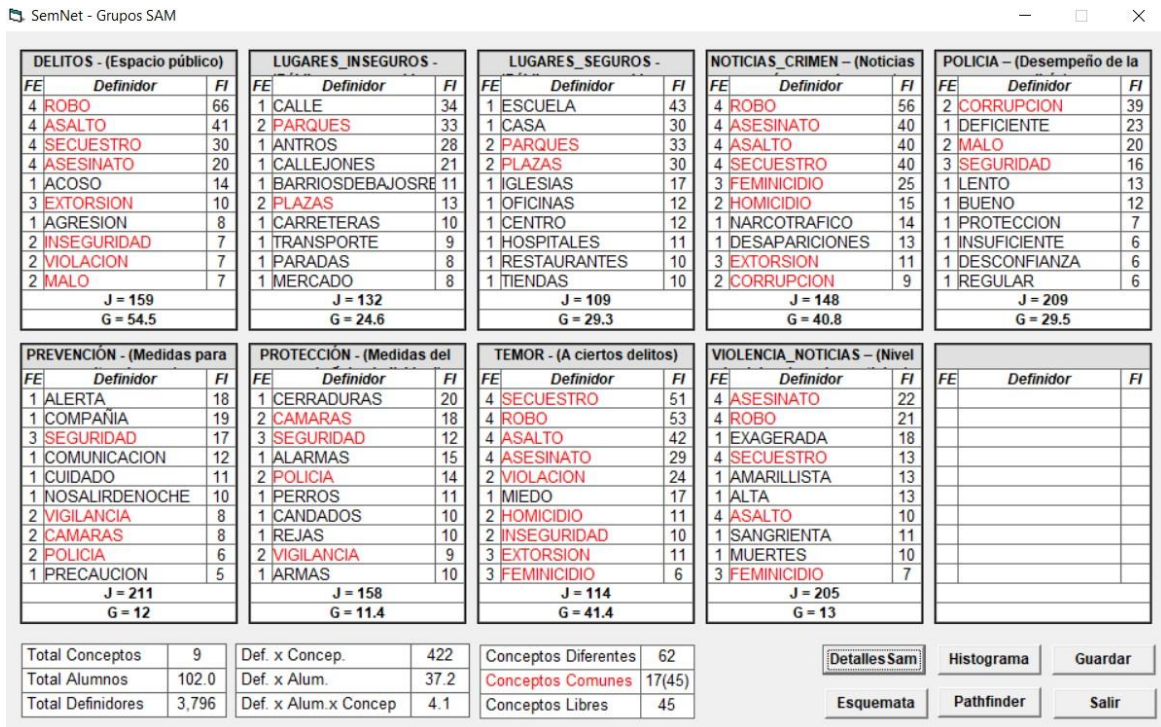 SemNet - Grupos SAM
DELITOS - (Espacio público)
FE Definidor FI
4 ROBO 66
4 ASALTO 41
4 SECUESTRO 30
4 ASESINATO 20
1 ACOSO 14
3 EXTORSION 10
1 AGRESION 8
2 INSEGURIDAD 7
2 VIOLACION 7
2 MALO 7
J = 159
G = 54.5
LUGARES_INSEGUROS -
FE Definidor FI
1 CALLE 34
2 PARQUES 33
1 ANTROS 28
1 CALLEJONES 21
1 BARRIOSDEBAJOSRE 11
2 PLAZAS 13
1 CARRETERAS 10
1 TRANSPORTE 9
1 PARADAS 8
1 MERCADO 8
J = 132
G = 24.6
LUGARES_SEGUROS -
FE Definidor FI
1 ESCUELA 43
1 CASA 30
2 PARQUES 33
2 PLAZAS 30
1 IGLESIAS 17
1 OFICINAS 12
1 CENTRO 12
1 HOSPITALES 11
1 RESTAURANTES 10
1 TIENDAS 10
J = 109
G = 29.3
NOTICIAS_CRIMEN – (Noticias
FE Definidor FI
4 ROBO 56
4 ASESINATO 40
4 ASALTO 40
4 SECUESTRO 40
3 FEMINICIDIO 25
2 HOMICIDIO 15
1 NARCOTRAFICO 14
1 DESAPARICIONES 13
3 EXTORSION 11
2 CORRUPCION 9
J = 148
G = 40.8
POLICIA – (Desempeño de la
FE Definidor FI
2 CORRUPCION 39
1 DEFICIENTE 23
2 MALO 20
3 SEGURIDAD 16
1 LENTO 13
1 BUENO 12
1 PROTECCION 7
1 INSUFICIENTE 6
1 DESCONFIANZA 6
1 REGULAR 6
J = 209
G = 29.5
PREVENCIÓN - (Medidas para
FE Definidor FI
1 ALERTA 18
1 COMPAÑIA 19
3 SEGURIDAD 17
1 COMUNICACION 12
1 CUIDADO 11
1 NOSALIRDENOCHE 10
2 VIGILANCIA 8
2 CAMARAS 8
2 POLICIA 6
1 PRECAUCION 5
J = 211
G = 12
PROTECCIÓN - (Medidas del
FE Definidor FI
1 CERRADURAS 20
2 CAMARAS 18
3 SEGURIDAD 12
1 ALARMAS 15
2 POLICIA 14
1 PERROS 11
1 CANDADOS 10
1 REJAS 10
2 VIGILANCIA 9
1 ARMAS 10
J = 158
G = 11.4
TEMOR - (A ciertos delitos)
FE Definidor FI
4 SECUESTRO 51
4 ROBO 53
4 ASALTO 42
4 ASESINATO 29
2 VIOLACION 24
1 MIEDO 17
2 HOMICIDIO 11
2 INSEGURIDAD 10
3 EXTORSION 11
3 FEMINICIDIO 6
J = 114
G = 41.4
VIOLENCIA_NOTICIAS – (Nivel
FE Definidor FI
4 ASESINATO 22
4 ROBO 21
1 EXAGERADA 18
4 SECUESTRO 13
1 AMARILLISTA 13
1 ALTA 13
4 ASALTO 10
1 SANGRIENTA 11
1 MUERTES 10
3 FEMINICIDIO 7
J = 205
G = 13
FE Definidor FI
Total Conceptos 9
Total Alumnos 102.0
Total Definidores 3,796
Def. x Concep. 422
Def. x Alum. 37.2
Def. x Alum.x Concep 4.1
Conceptos Diferentes 62
Conceptos Comunes 17(45)
Conceptos Libres 45
Detalles Sam Histograma Guardar
Esquemata Pathfinder Salir